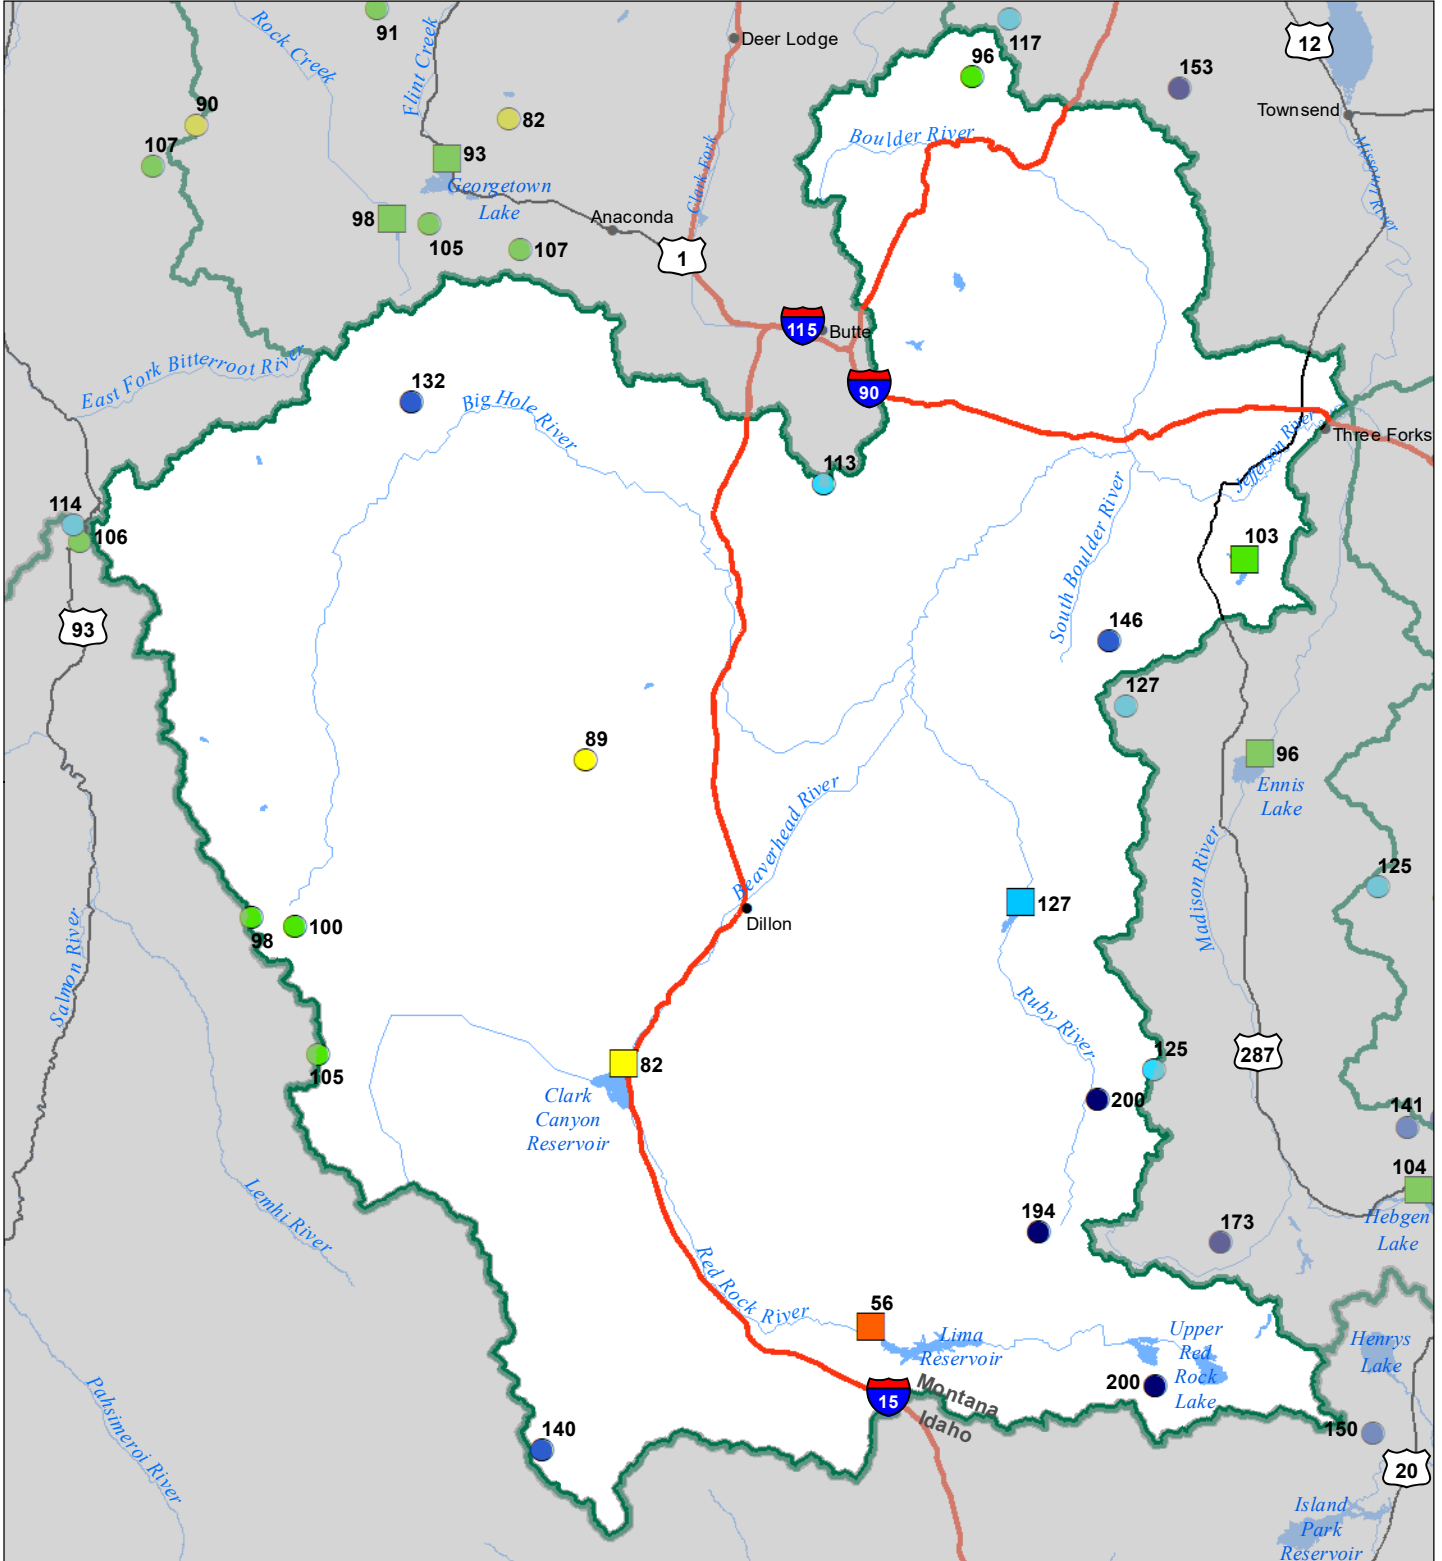 91
Rock Creek
Flint Creek
Deer Lodge
117
96
12
153
Townsend
90
82
107
93
Boulder River
Georgetown
Lake
Clark Fork
Missouri River
98
105
107
Anaconda
1
115
Butte
90
East Fork Bitterroot River
132
Big Hole River
Three Forks
Jefferson River
113
114
106
South Boulder River
103
93
146
127
89
96
Ennis
Lake
Beaverhead River
Madison River
125
127
98
100
Dillon
Salmon River
Ruby River
105
82
125
287
Clark
Canyon
Reservoir
200
141
104
Lemhi River
194
173
Hebgen
Lake
Red Rock River
56
Lima
Reservoir
Upper
Red
Rock
Lake
Henrys
Lake
200
Montana
Idaho
15
Pahsimeroi River
140
150
20
Island
Park
Reservoir